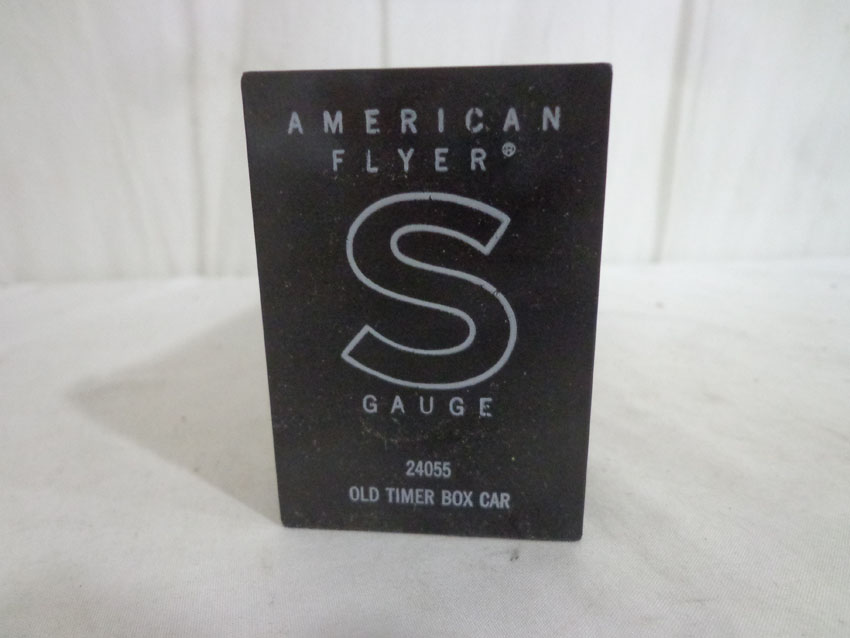 AMERICAN
FLYER®
S
GAUGE
24055
OLD TIMER BOX CAR